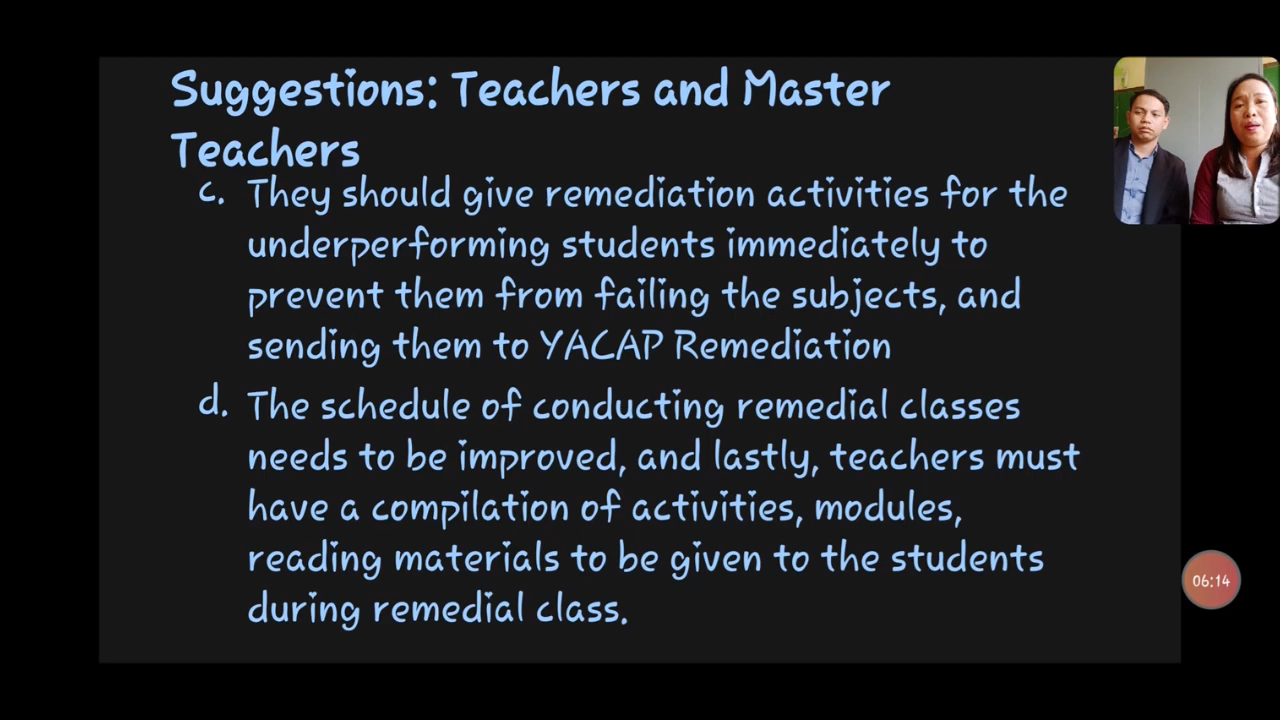 Suggestions: Teachers and Master
Teachers
c. They should give remediation activities for the
underperforming students immediately to
prevent them from failing the subjects, and
sending them to YACAP Remediation
d. The schedule of conducting remedial classes
needs to be improved, and lastly, teachers must
have a compilation of activities, modules,
reading materials to be given to the students
during remedial class.
06:14